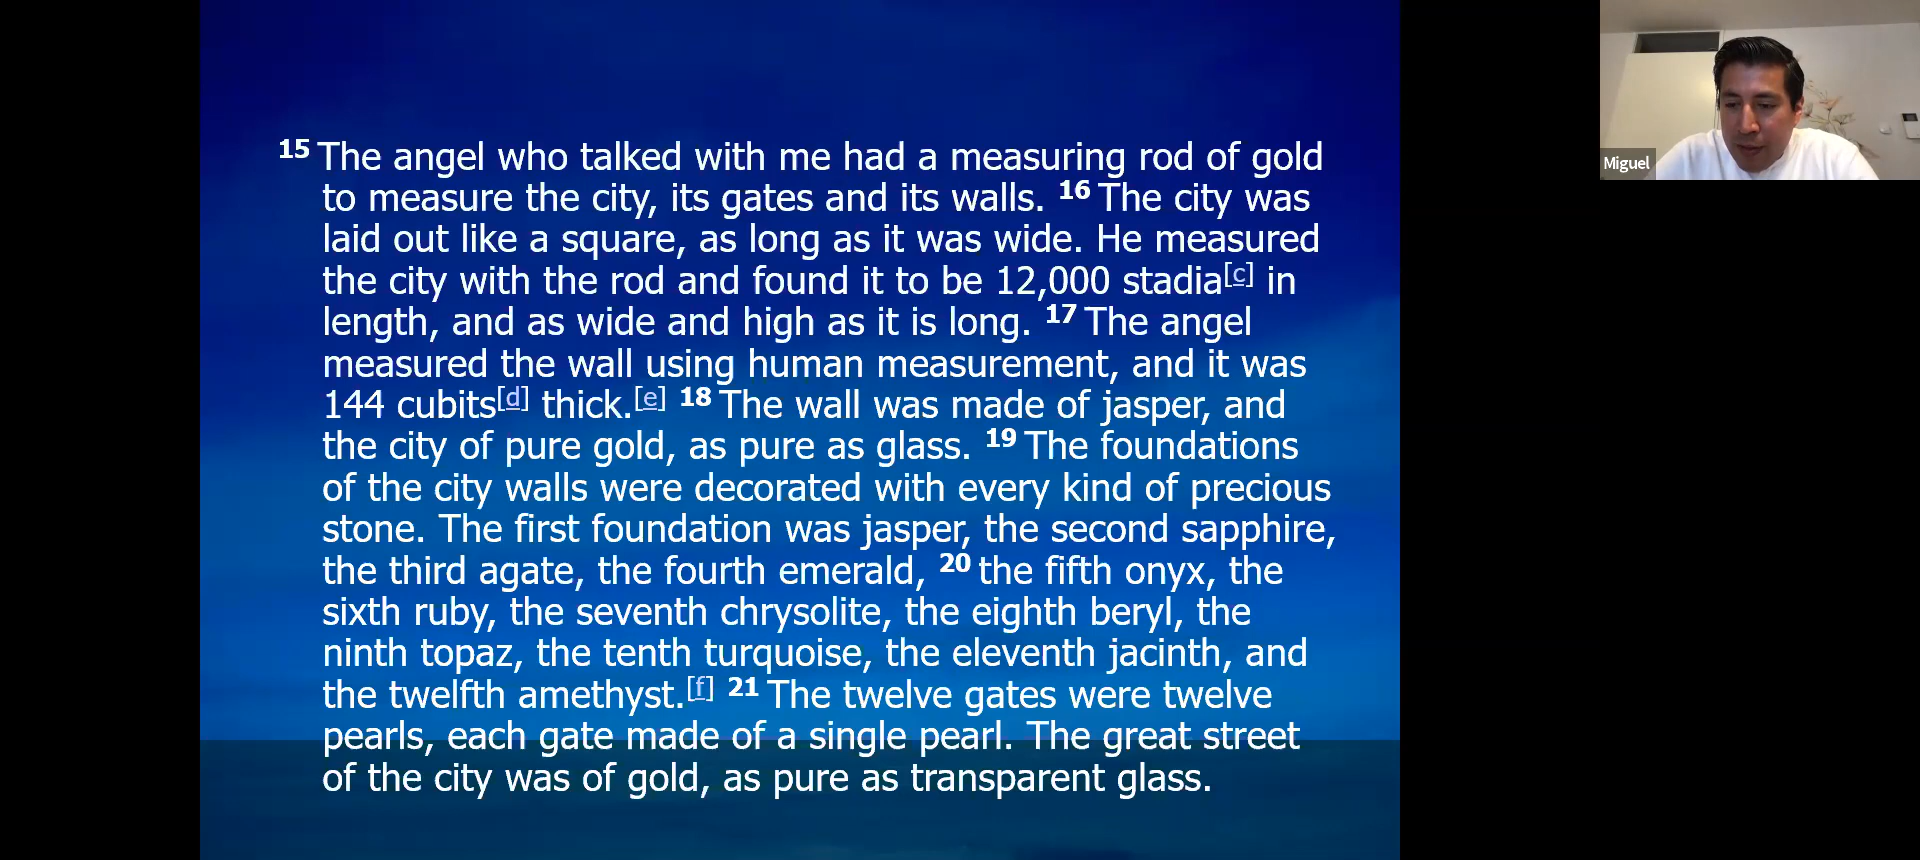 15 The angel who talked with me had a measuring rod of gold
to measure the city, its gates and its walls. 16 The city was
laid out like a square, as long as it was wide. He measured
the city with the rod and found it to be 12,000 stadia[c] in
length, and as wide and high as it is long. 17 The angel
measured the wall using human measurement, and it was
144 cubits[d] thick.[e] 18 The wall was made of jasper, and
the city of pure gold, as pure as glass. 19 The foundations
of the city walls were decorated with every kind of precious
stone. The first foundation was jasper, the second sapphire,
the third agate, the fourth emerald, 20 the fifth onyx, the
sixth ruby, the seventh chrysolite, the eighth beryl, the
ninth topaz, the tenth turquoise, the eleventh jacinth, and
the twelfth amethyst.[f] 21 The twelve gates were twelve
pearls, each gate made of a single pearl. The great street
of the city was of gold, as pure as transparent glass.
Miguel